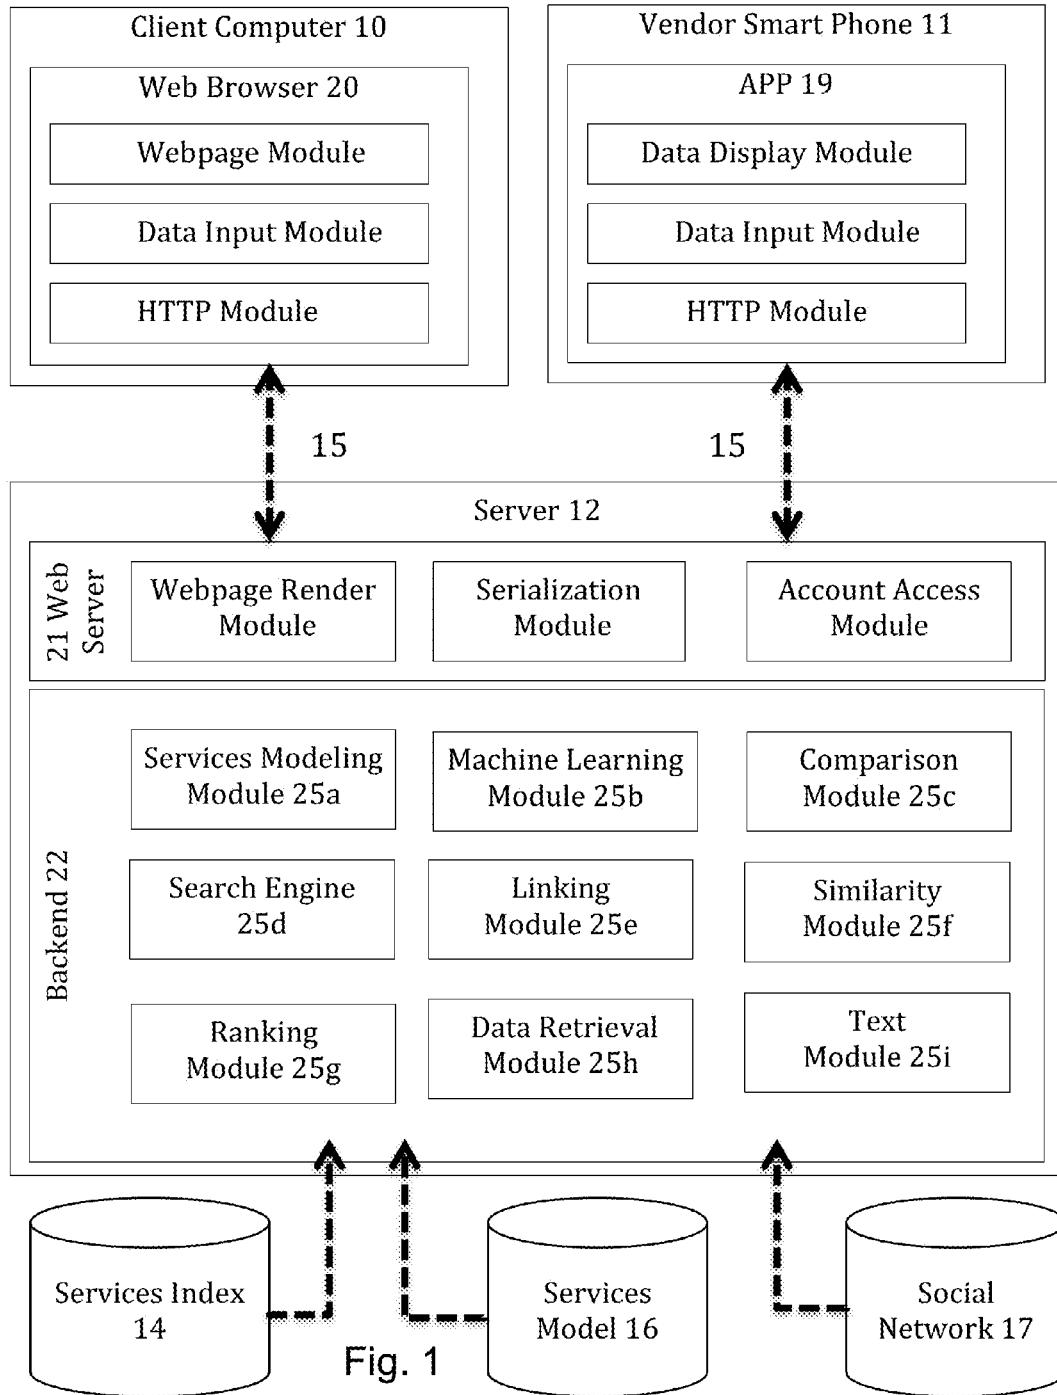 Client Computer 10
Web Browser 20
Webpage Module
Data Input Module
HTTP Module
Vendor Smart Phone 11
APP 19
Data Display Module
Data Input Module
HTTP Module
15
15
Server 12
21 Web
Server
Webpage Render
Module
Serialization
Module
Account Access
Module
Backend 22
Services Modeling
Module 25a
Machine Learning
Module 25b
Comparison
Module 25c
Search Engine
25d
Linking
Module 25e
Similarity
Module 25f
Ranking
Module 25g
Data Retrieval
Module 25h
Text
Module 25i
Services Index
14
Services
Model 16
Social
Network 17
Fig. 1